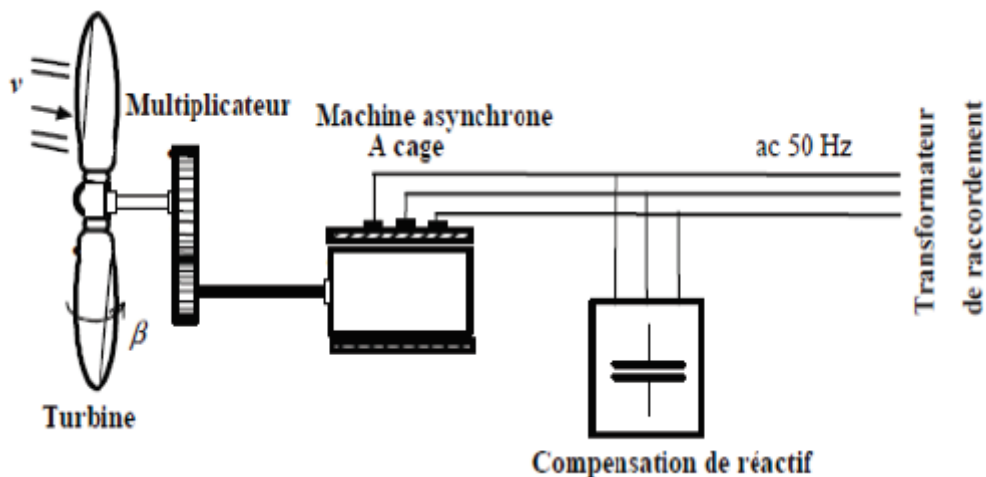 v
Multiplicateur
Machine asynchrone
A cage
ac 50 Hz
Transformateur
de raccordement
β
Turbine
Compensation de réactif